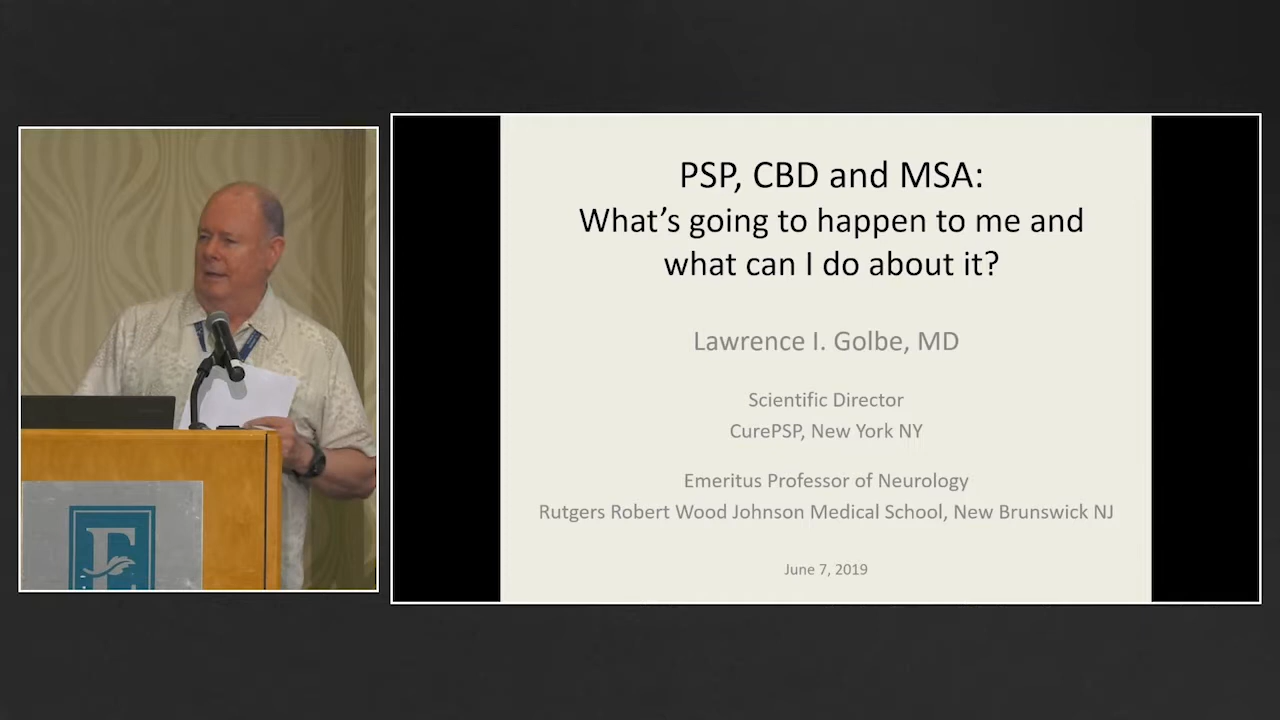 PSP, CBD and MSA:
What's going to happen to me and
what can I do about it?
Lawrence I. Golbe, MD
Scientific Director
CurePSP, New York NY
Emeritus Professor of Neurology
Rutgers Robert Wood Johnson Medical School, New Brunswick NJ
June 7, 2019
E